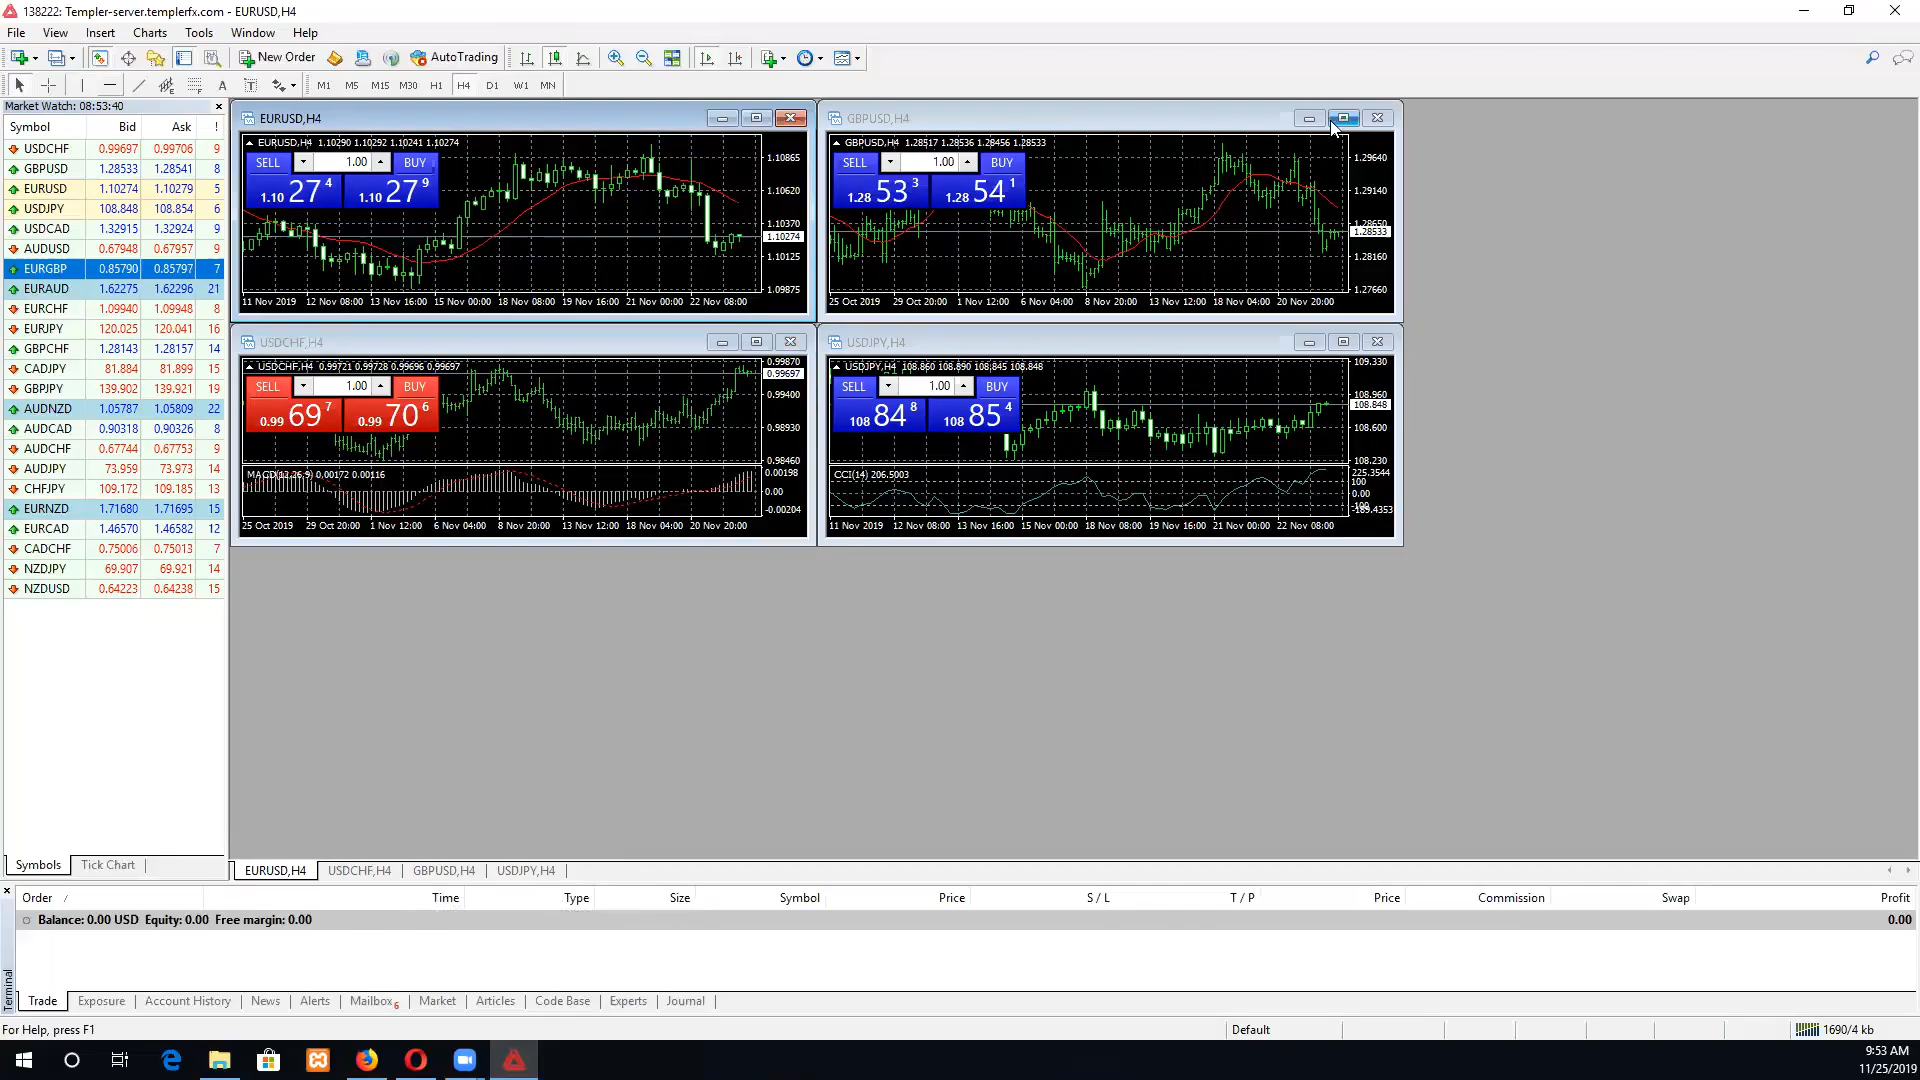 138222: Templer-server.templerfx.com - EURUSD,H4
File View Insert Charts Tools Window Help
New Order AutoTrading
M1 M5 M15 M30 H1 H4 D1 W1 MN
Market Watch: 08:53:40
Symbol Bid Ask !
USDCHF 0.99697 0.99706 9
GBPUSD 1.28533 1.28541 8
EURUSD 1.10274 1.10279 5
USDJPY 108.848 108.854 6
USDCAD 1.32915 1.32924 9
AUDUSD 0.67948 0.67957 9
EURGBP 0.85790 0.85797 7
EURAUD 1.62275 1.62296 21
EURCHF 1.09940 1.09948 8
EURJPY 120.025 120.041 16
GBPCHF 1.28143 1.28157 14
CADJPY 81.884 81.899 15
GBPJPY 139.902 139.921 19
AUDNZD 1.05787 1.05809 22
AUDCAD 0.90318 0.90326 8
AUDCHF 0.67744 0.67753 9
AUDJPY 73.959 73.973 14
CHFJPY 109.172 109.185 13
EURNZD 1.71680 1.71695 15
EURCAD 1.46570 1.46582 12
CADCHF 0.75006 0.75013 7
NZDJPY 69.907 69.921 14
NZDUSD 0.64223 0.64238 15
Symbols Tick Chart
EURUSD,H4
EURUSD,H4 1.10290 1.10292 1.10241 1.10274
SELL 1.00 BUY
1.10 27 4 1.10 27 9
1.10865
1.10620
1.10370
1.10274
1.10125
1.09875
11 Nov 2019 12 Nov 08:00 13 Nov 16:00 15 Nov 00:00 18 Nov 08:00 19 Nov 16:00 21 Nov 00:00 22 Nov 08:00
GBPUSD,H4
GBPUSD,H4 1.28517 1.28536 1.28456 1.28533
SELL 1.00 BUY
1.28 53 3 1.28 54 1
1.29640
1.29140
1.28650
1.28533
1.28160
1.27660
25 Oct 2019 29 Oct 20:00 1 Nov 12:00 6 Nov 04:00 8 Nov 20:00 13 Nov 12:00 18 Nov 04:00 20 Nov 20:00
USDCHF,H4
USDCHF,H4 0.99721 0.99728 0.99696 0.99697
SELL 1.00 BUY
0.99 69 7 0.99 70 6
0.99870
0.99697
0.99400
0.98930
0.98460
MACD(12,26,9) 0.00172 0.00116
0.00198
0.00
-0.00204
25 Oct 2019 29 Oct 20:00 1 Nov 12:00 6 Nov 04:00 8 Nov 20:00 13 Nov 12:00 18 Nov 04:00 20 Nov 20:00
USDJPY,H4
USDJPY,H4 108.860 108.890 108.845 108.848
SELL 1.00 BUY
108 84 8 108 85 4
109.330
108.960
108.848
108.600
108.230
CCI(14) 206.5003
225.3544
100
0.00
-100
11 Nov 2019 12 Nov 08:00 13 Nov 16:00 15 Nov 00:00 18 Nov 08:00 19 Nov 16:00 21 Nov 00:00 22 Nov 08:00
EURUSD,H4 USDCHF,H4 GBPUSD,H4 USDJPY,H4
Order / Time Type Size Symbol Price S / L T / P Price Commission Swap Profit
Balance: 0.00 USD Equity: 0.00 Free margin: 0.00 0.00
Terminal
Trade Exposure Account History News Alerts Mailbox 6 Market Articles Code Base Experts Journal
For Help, press F1 Default 1690/4 kb
9:53 AM
11/25/2019